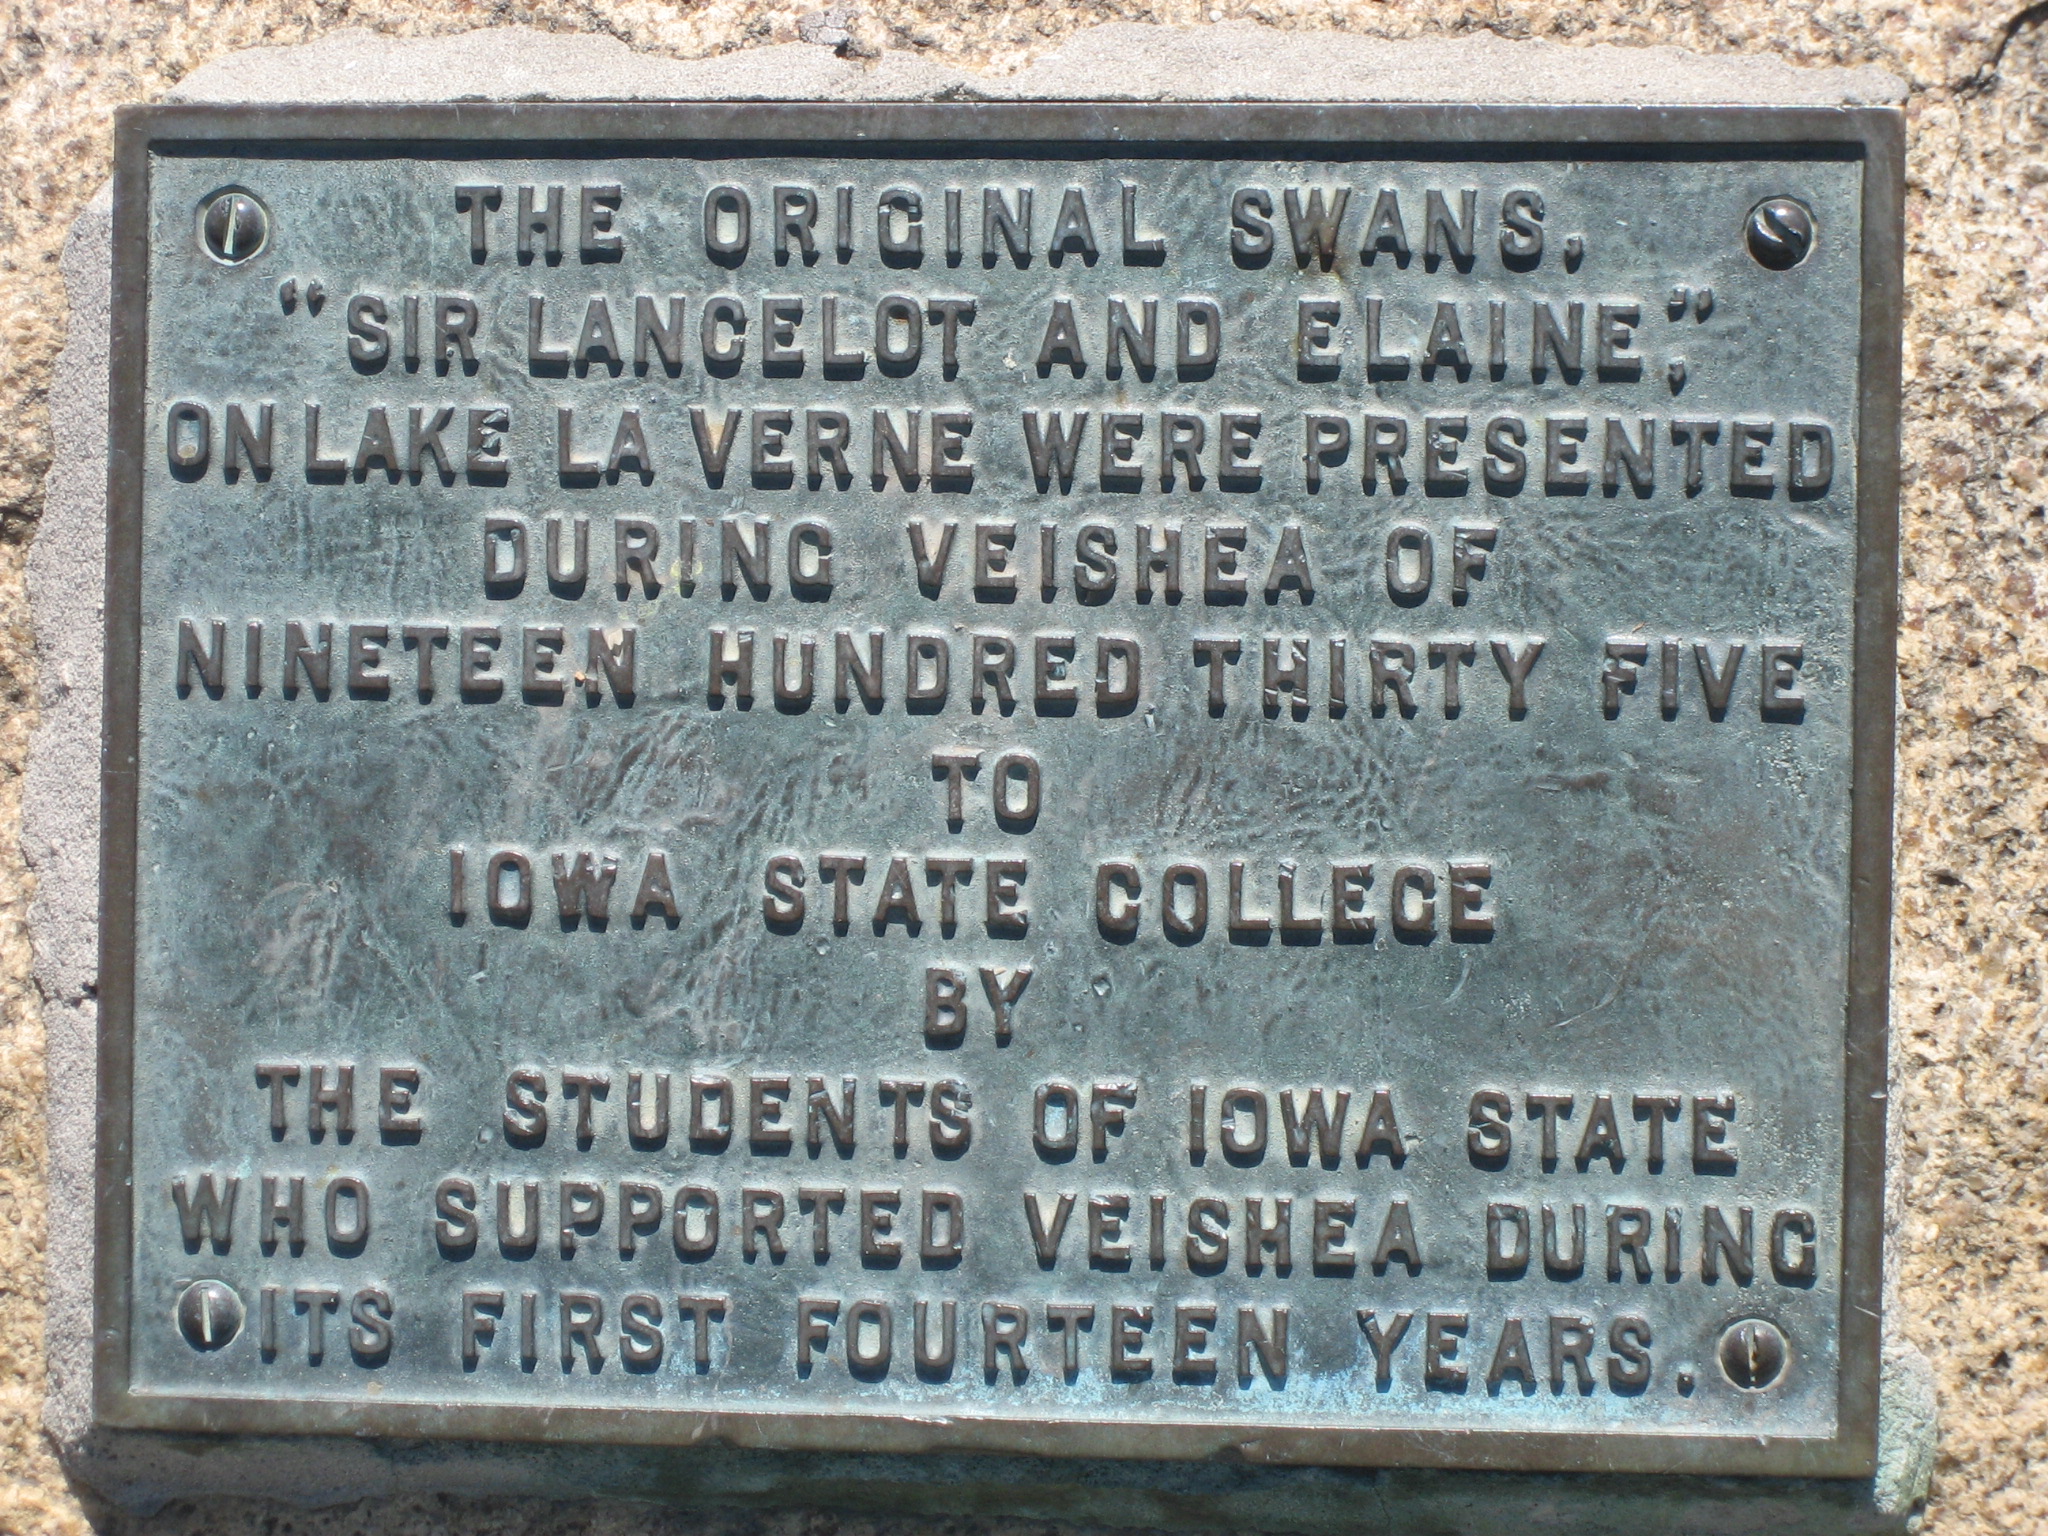 THE ORIGINAL SWANS,
"SIR LANCELOT AND ELAINE,"
ON LAKE LA VERNE WERE PRESENTED
DURING VEISHEA OF
NINETEEN HUNDRED THIRTY FIVE
TO
IOWA STATE COLLEGE
BY
THE STUDENTS OF IOWA STATE
WHO SUPPORTED VEISHEA DURING
ITS FIRST FOURTEEN YEARS.